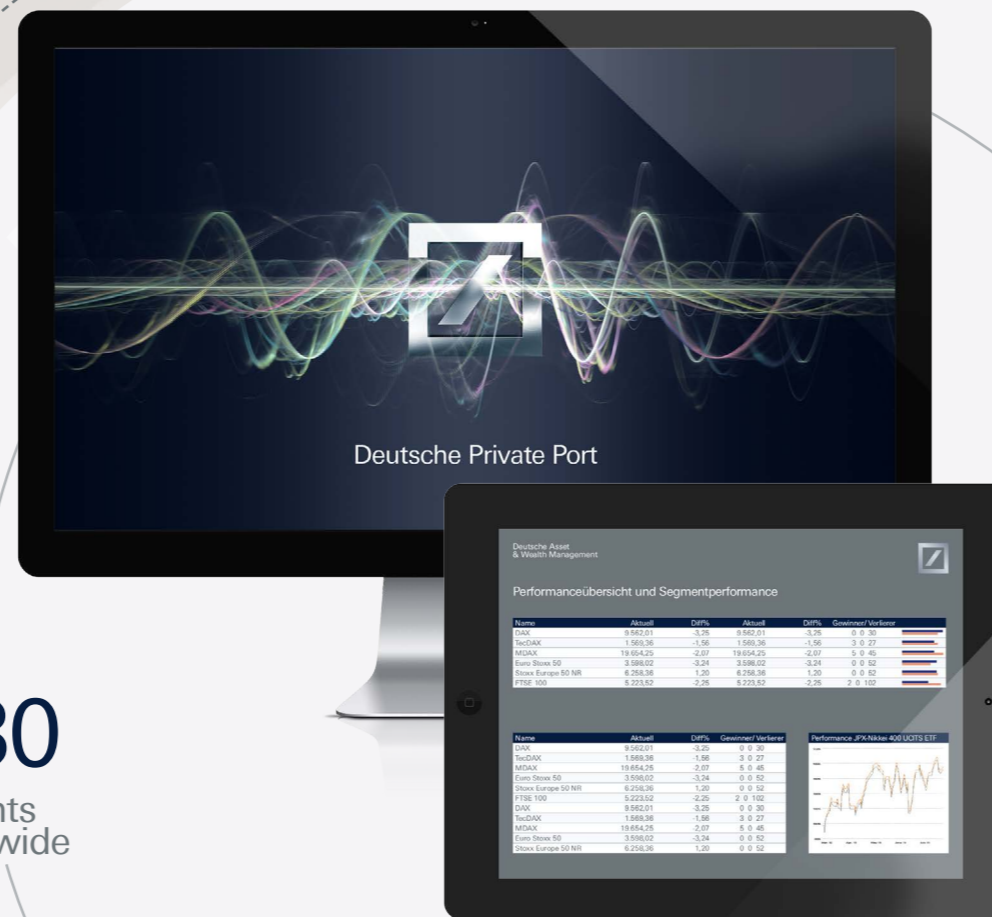 Deutsche Private Port
Deutsche Asset
& Wealth Management
Performanceübersicht und Segmentperformance
Name Aktuell Diff% Aktuell Diff% Gewinner/ Verlierer
DAX 9.562,01 -3,25 9.562,01 -3,25 0 0 30
TecDAX 1.569,36 -1,56 1.569,36 -1,56 3 0 27
MDAX 19.654,25 -2,07 19.654,25 -2,07 5 0 45
Euro Stoxx 50 3.598,02 -3,24 3.598,02 -3,24 0 0 52
Stoxx Europe 50 NR 6.258,36 1,20 6.258,36 1,20 0 0 52
FTSE 100 5.223,52 -2,25 5.223,52 -2,25 2 0 102
Name Aktuell Diff% Gewinner/ Verlierer
DAX 9.562,01 -3,25 0 0 30
TecDAX 1.569,36 -1,56 3 0 27
MDAX 19.654,25 -2,07 5 0 45
Euro Stoxx 50 3.598,02 -3,24 0 0 52
Stoxx Europe 50 NR 6.258,36 1,20 0 0 52
FTSE 100 5.223,52 -2,25 2 0 102
DAX 9.562,01 -3,25 0 0 30
TecDAX 1.569,36 -1,56 3 0 27
MDAX 19.654,25 -2,07 5 0 45
Euro Stoxx 50 3.598,02 -3,24 0 0 52
Stoxx Europe 50 NR 6.258,36 1,20 0 0 52
Performance JPX-Nikkei 400 UCITS ETF
30
nts
wide